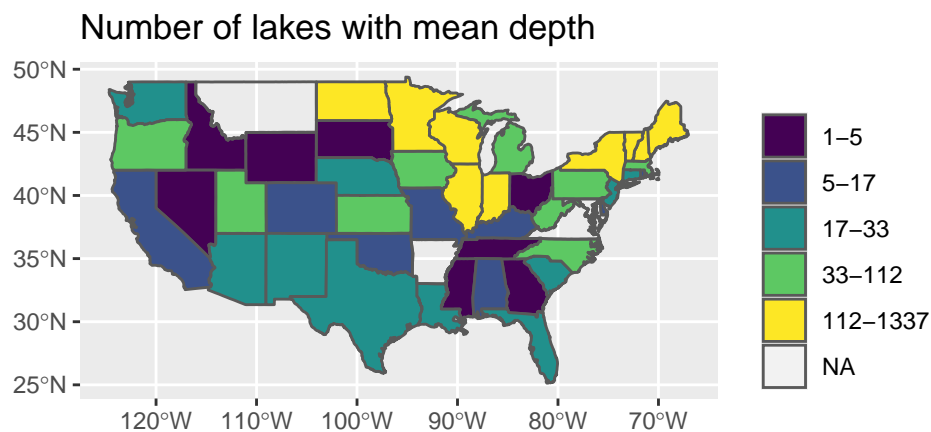 Number of lakes with mean depth
50°N
45°N
40°N
35°N
30°N
25°N
120°W 110°W 100°W 90°W 80°W 70°W
1–5
5–17
17–33
33–112
112–1337
NA